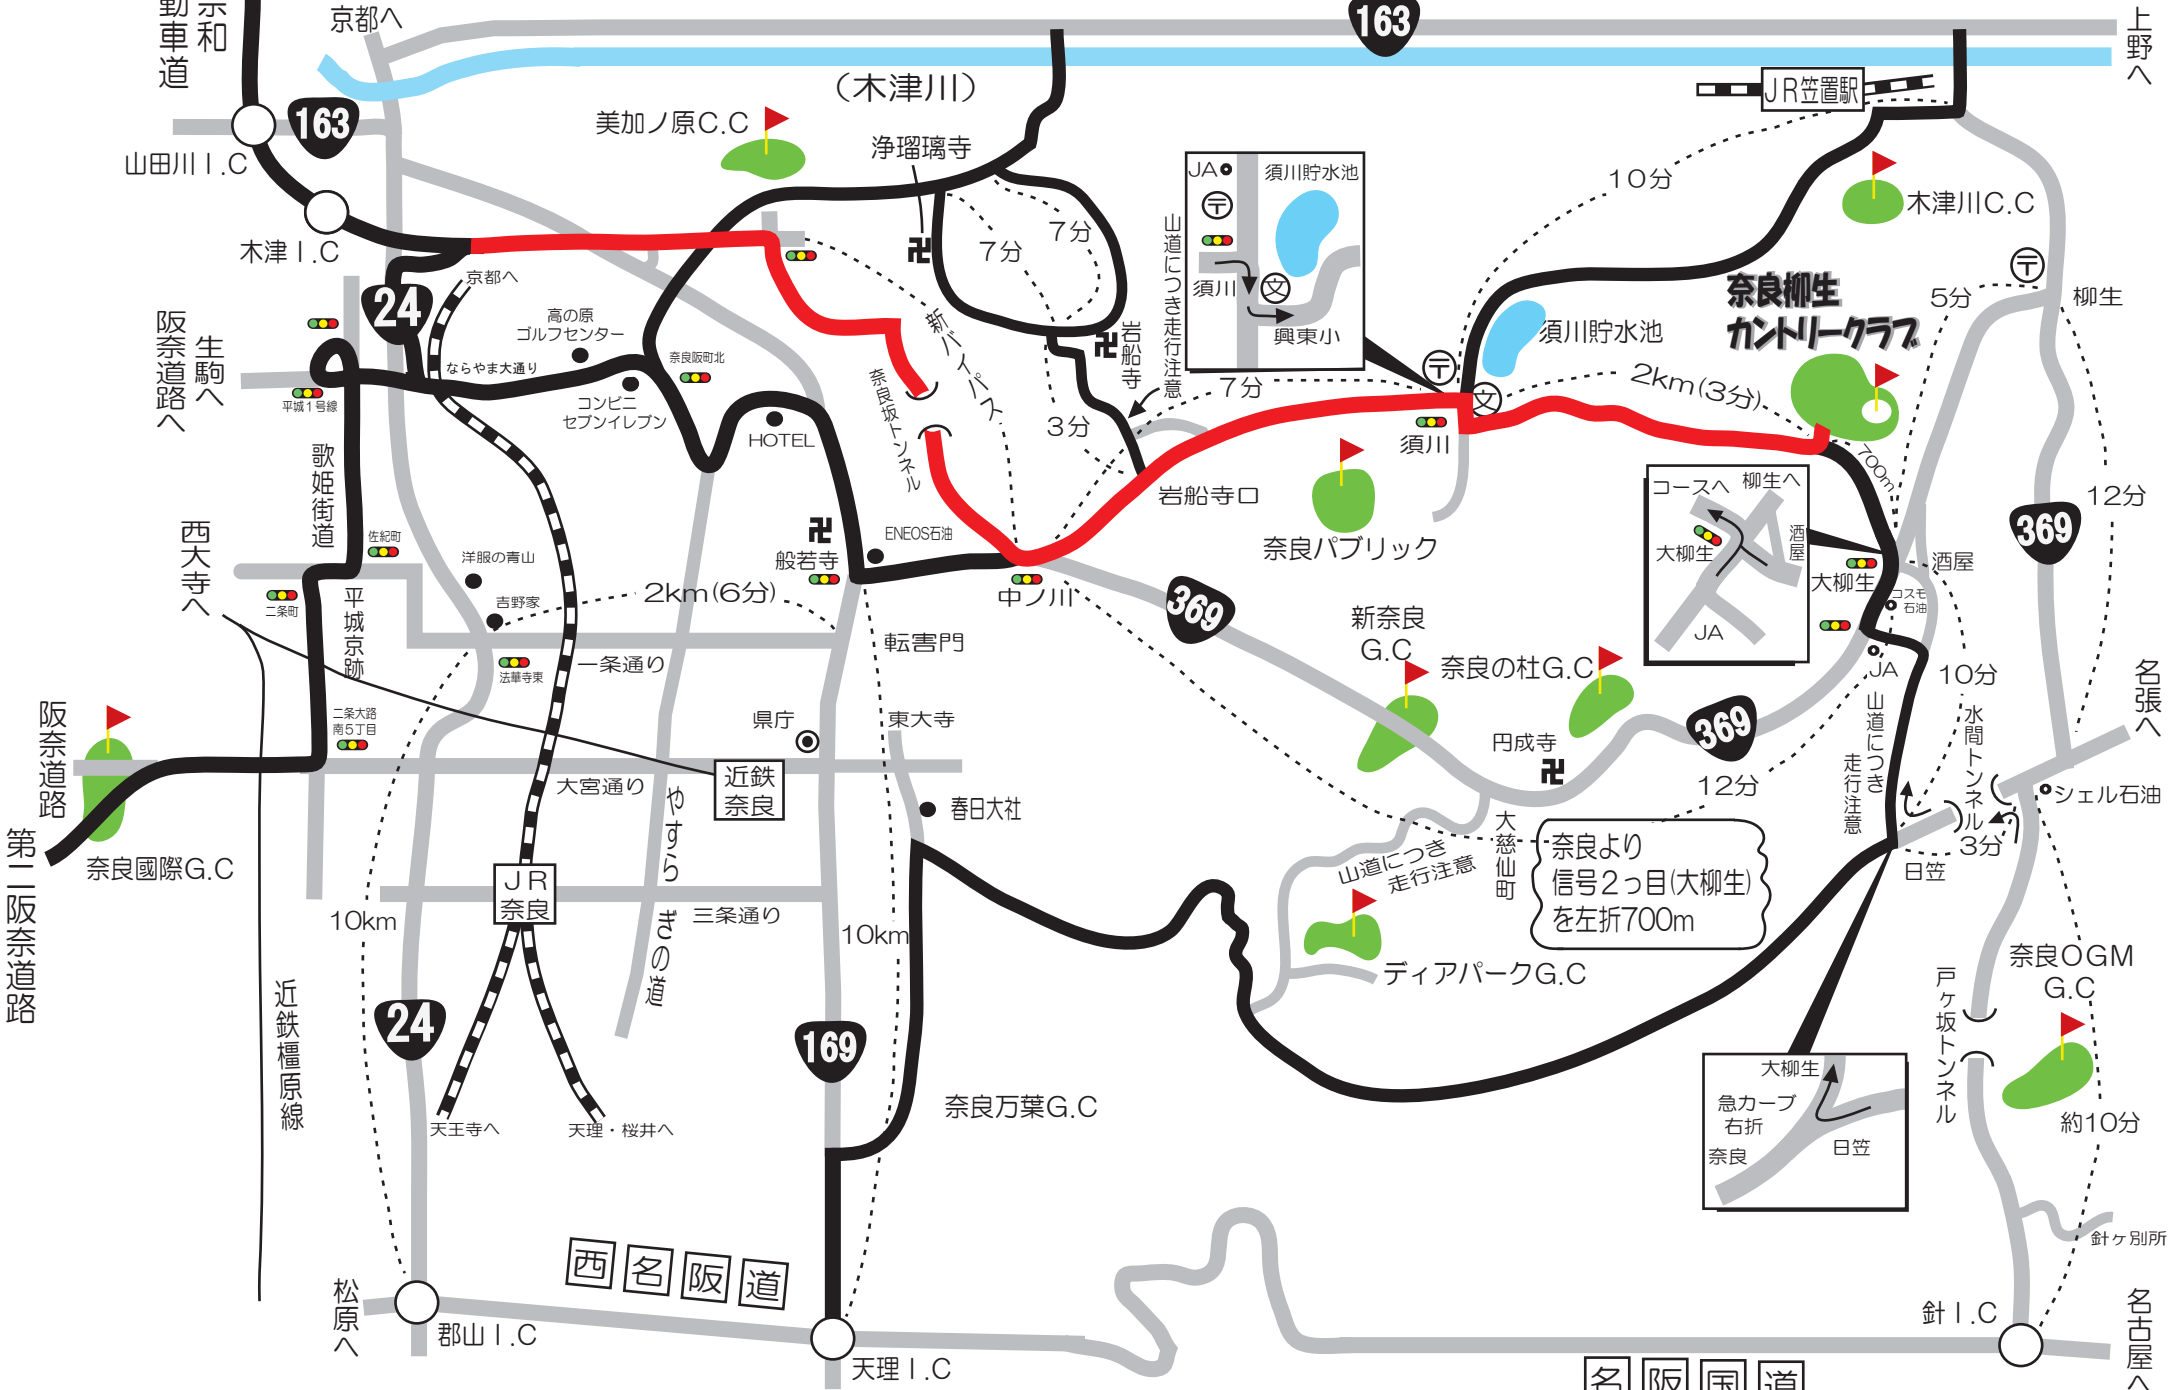 京都へ
163
上野へ
奈和
動車道
(木津川)
JR笠置駅
美加ノ原C.C
163
浄瑠璃寺
山田川I.C
JA
〒
須川貯水池
須川
文
興東小
10分
木津川C.C
7分
7分
山道につき走行注意
木津I.C
京都へ
24
新バイパス
奈良柳生
カントリークラブ
〒
5分
柳生
阪奈道路へ
生駒へ
高の原
ゴルフセンター
ならやま大通り
奈良阪町北
岩船寺
須川貯水池
〒
文
7分
2km(3分)
平城1号線
コンビニ
セブンイレブン
HOTEL
奈良坂トンネル
3分
須川
700m
歌姫街道
岩船寺口
奈良パブリック
コースへ
柳生へ
大柳生
酒屋
JA
12分
369
西大寺へ
佐紀町
洋服の青山
般若寺
ENEOS石油
大柳生
酒屋
コスモ
石油
二条町
平城京跡
吉野家
2km(6分)
中ノ川
369
新奈良
G.C
奈良の杜G.C
JA
10分
法華寺東
一条通り
転害門
名張へ
阪奈道路
二条大路
南5丁目
県庁
東大寺
円成寺
369
山道につき
走行注意
水間トンネル
大宮通り
近鉄
奈良
春日大社
12分
シェル石油
第二阪奈道路
奈良國際G.C
やすらぎの道
大慈仙町
奈良より
信号2っ目(大柳生)
を左折700m
3分
日笠
山道につき
走行注意
JR
奈良
三条通り
10km
10km
ディアパークG.C
奈良OGM
G.C
戸ヶ坂トンネル
近鉄橿原線
24
169
天王寺へ
天理・桜井へ
奈良万葉G.C
大柳生
急カーブ
右折
奈良
日笠
約10分
針ヶ別所
西名阪道
松原へ
郡山I.C
天理I.C
針I.C
名古屋へ
名阪国道